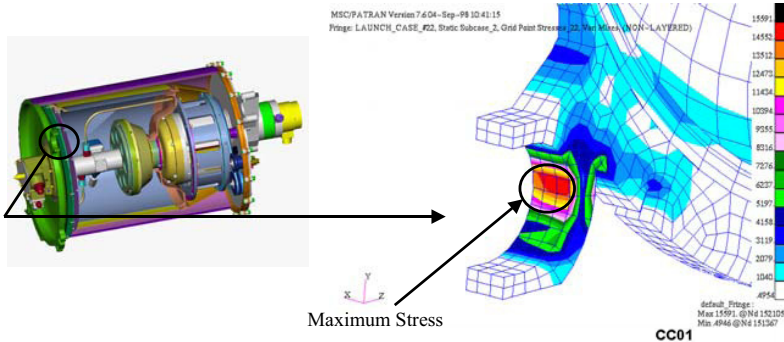 MSC/PATRAN Version 7.6 04-Sep-98 10:41:15
Fringe: LAUNCH_CASE_#22, Static Subcase_2, Grid Point Stresses_22, Von Mises, (NON-LAYERED)
15591.
14552.
13512.
12473.
11434.
10394.
9355.
8316.
7276.
6237.
5197.
4158.
3119.
2079.
1040.
.4954
Y
X
Z
Maximum Stress
default_Fringe :
Max 15591. @Nd 152105
Min .4946 @Nd 151367
CC01